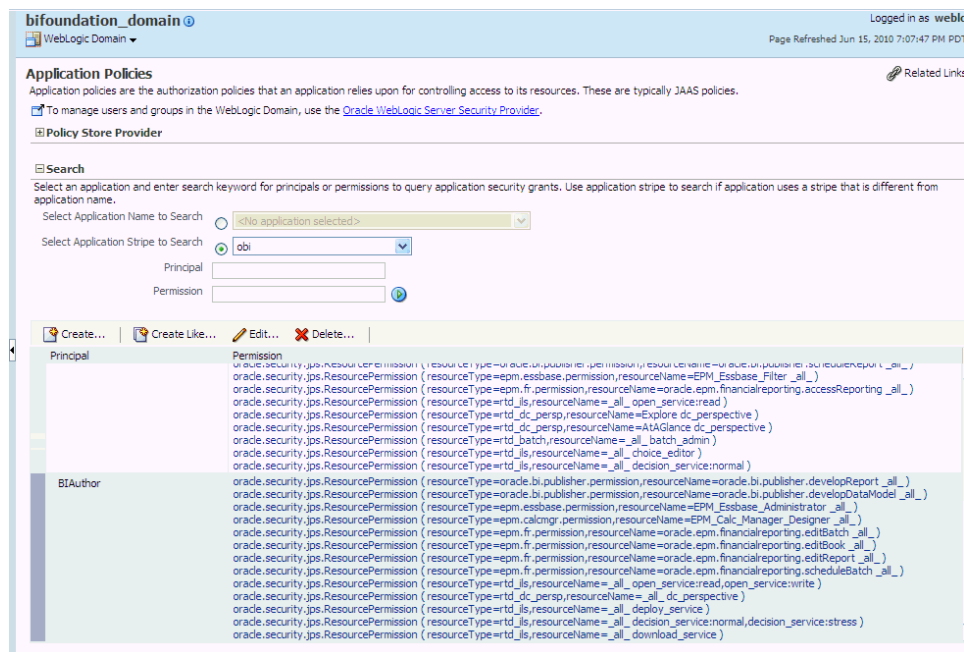 bifoundation_domain
Logged in as weblo
WebLogic Domain
Page Refreshed Jun 15, 2010 7:07:47 PM PDT
Application Policies
Related Links
Application policies are the authorization policies that an application relies upon for controlling access to its resources. These are typically JAAS policies.
To manage users and groups in the WebLogic Domain, use the Oracle WebLogic Server Security Provider.
Policy Store Provider
Search
Select an application and enter search keyword for principals or permissions to query application security grants. Use application stripe to search if application uses a stripe that is different from
application name.
Select Application Name to Search <No application selected>
Select Application Stripe to Search obi
Principal
Permission
Create... Create Like... Edit... Delete...
Principal Permission
oracle.security.jps.ResourcePermission ( resourceType=oracle.bi.publisher.permission,resourceName=oracle.bi.publisher.scheduleReport _all_ )
oracle.security.jps.ResourcePermission ( resourceType=epm.essbase.permission,resourceName=EPM_Essbase_Filter _all_ )
oracle.security.jps.ResourcePermission ( resourceType=epm.fr.permission,resourceName=oracle.epm.financialreporting.accessReporting _all_ )
oracle.security.jps.ResourcePermission ( resourceType=rtd_ils,resourceName=_all_ open_service:read )
oracle.security.jps.ResourcePermission ( resourceType=rtd_dc_persp,resourceName=Explore dc_perspective )
oracle.security.jps.ResourcePermission ( resourceType=rtd_dc_persp,resourceName=AtAGlance dc_perspective )
oracle.security.jps.ResourcePermission ( resourceType=rtd_batch,resourceName=_all_ batch_admin )
oracle.security.jps.ResourcePermission ( resourceType=rtd_ils,resourceName=_all_ choice_editor )
oracle.security.jps.ResourcePermission ( resourceType=rtd_ils,resourceName=_all_ decision_service:normal )
BIAuthor oracle.security.jps.ResourcePermission ( resourceType=oracle.bi.publisher.permission,resourceName=oracle.bi.publisher.developReport _all_ )
oracle.security.jps.ResourcePermission ( resourceType=oracle.bi.publisher.permission,resourceName=oracle.bi.publisher.developDataModel _all_ )
oracle.security.jps.ResourcePermission ( resourceType=epm.essbase.permission,resourceName=EPM_Essbase_Administrator _all_ )
oracle.security.jps.ResourcePermission ( resourceType=epm.calcmgr.permission,resourceName=EPM_Calc_Manager_Designer _all_ )
oracle.security.jps.ResourcePermission ( resourceType=epm.fr.permission,resourceName=oracle.epm.financialreporting.editBatch _all_ )
oracle.security.jps.ResourcePermission ( resourceType=epm.fr.permission,resourceName=oracle.epm.financialreporting.editBook _all_ )
oracle.security.jps.ResourcePermission ( resourceType=epm.fr.permission,resourceName=oracle.epm.financialreporting.editReport _all_ )
oracle.security.jps.ResourcePermission ( resourceType=epm.fr.permission,resourceName=oracle.epm.financialreporting.scheduleBatch _all_ )
oracle.security.jps.ResourcePermission ( resourceType=rtd_ils,resourceName=_all_ open_service:read,open_service:write )
oracle.security.jps.ResourcePermission ( resourceType=rtd_dc_persp,resourceName=_all_ dc_perspective )
oracle.security.jps.ResourcePermission ( resourceType=rtd_ils,resourceName=_all_ deploy_service )
oracle.security.jps.ResourcePermission ( resourceType=rtd_ils,resourceName=_all_ decision_service:normal,decision_service:stress )
oracle.security.jps.ResourcePermission ( resourceType=rtd_ils,resourceName=_all_ download_service )